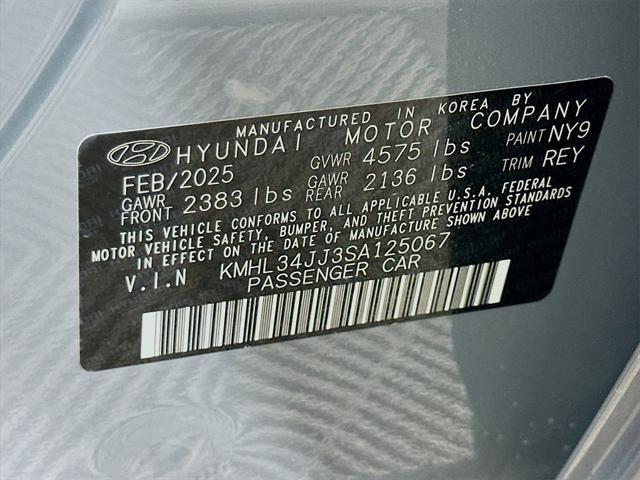 MANUFACTURED IN KOREA BY
HYUNDAI MOTOR COMPANY
FEB/2025 GVWR 4575 lbs PAINT NY9
GAWR FRONT 2383 lbs GAWR REAR 2136 lbs TRIM REY
THIS VEHICLE CONFORMS TO ALL APPLICABLE U.S.A. FEDERAL
MOTOR VEHICLE SAFETY, BUMPER, AND THEFT PREVENTION STANDARDS
IN EFFECT ON THE DATE OF MANUFACTURE SHOWN ABOVE
V.I.N KMHL34JJ3SA125067
PASSENGER CAR